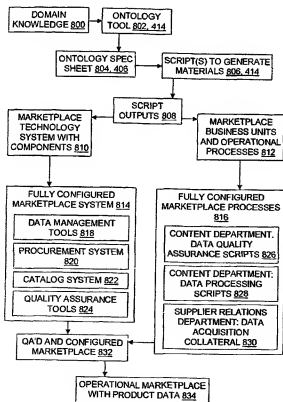 DOMAIN
KNOWLEDGE 800
ONTOLOGY
TOOL 802, 414
ONTOLOGY SPEC
SHEET 804, 406
SCRIPT(S) TO GENERATE
MATERIALS 806, 414
SCRIPT
OUTPUTS 808
MARKETPLACE
TECHNOLOGY
SYSTEM WITH
COMPONENTS 810
MARKETPLACE
BUSINESS UNITS
AND OPERATIONAL
PROCESSES 812
FULLY CONFIGURED
MARKETPLACE SYSTEM 814
DATA MANAGEMENT
TOOLS 818
PROCUREMENT SYSTEM
820
CATALOG SYSTEM 822
QUALITY ASSURANCE
TOOLS 824
FULLY CONFIGURED
MARKETPLACE PROCESSES
816
CONTENT DEPARTMENT:
DATA QUALITY
ASSURANCE SCRIPTS 826
CONTENT DEPARTMENT:
DATA PROCESSING
SCRIPTS 828
SUPPLIER RELATIONS
DEPARTMENT: DATA
ACQUISITION
COLLATERAL 830
QA'D AND CONFIGURED
MARKETPLACE 832
OPERATIONAL MARKETPLACE
WITH PRODUCT DATA 834